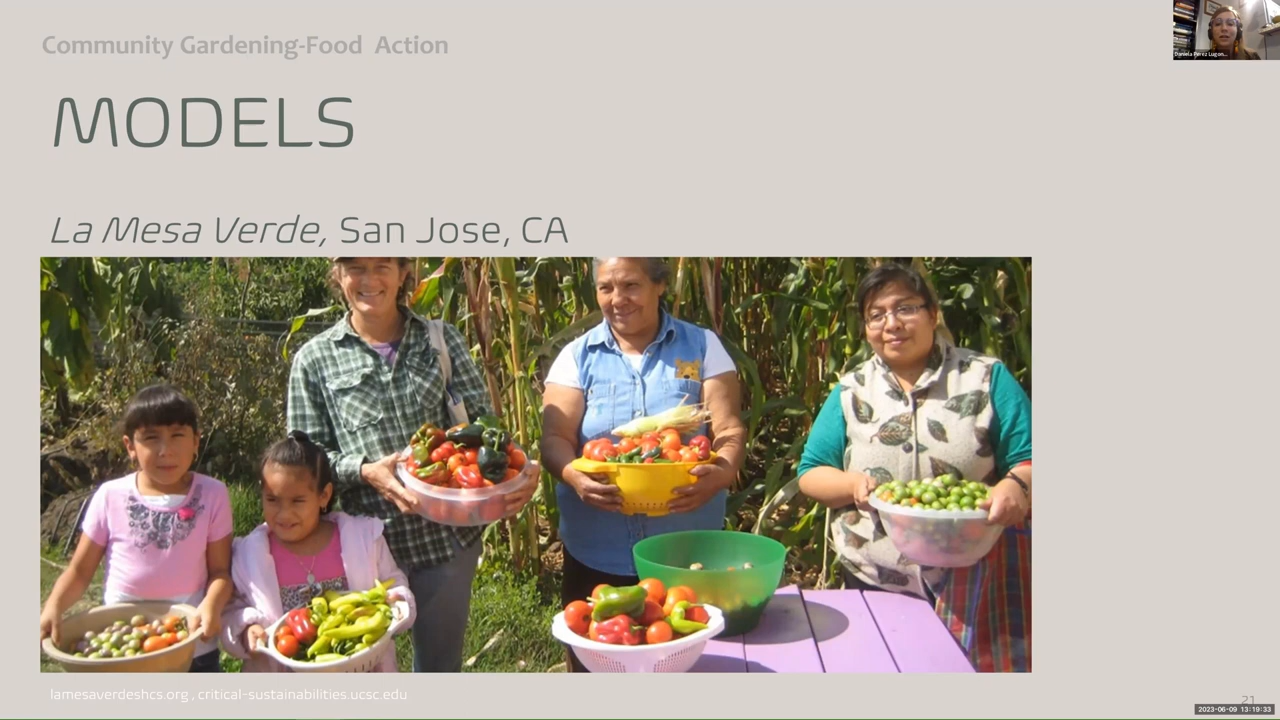 Community Gardening-Food Action
MODELS
La Mesa Verde, San Jose, CA
lamesaverdeshcs.org , critical-sustainabilities.ucsc.edu
21
2023-06-09 13:19:33